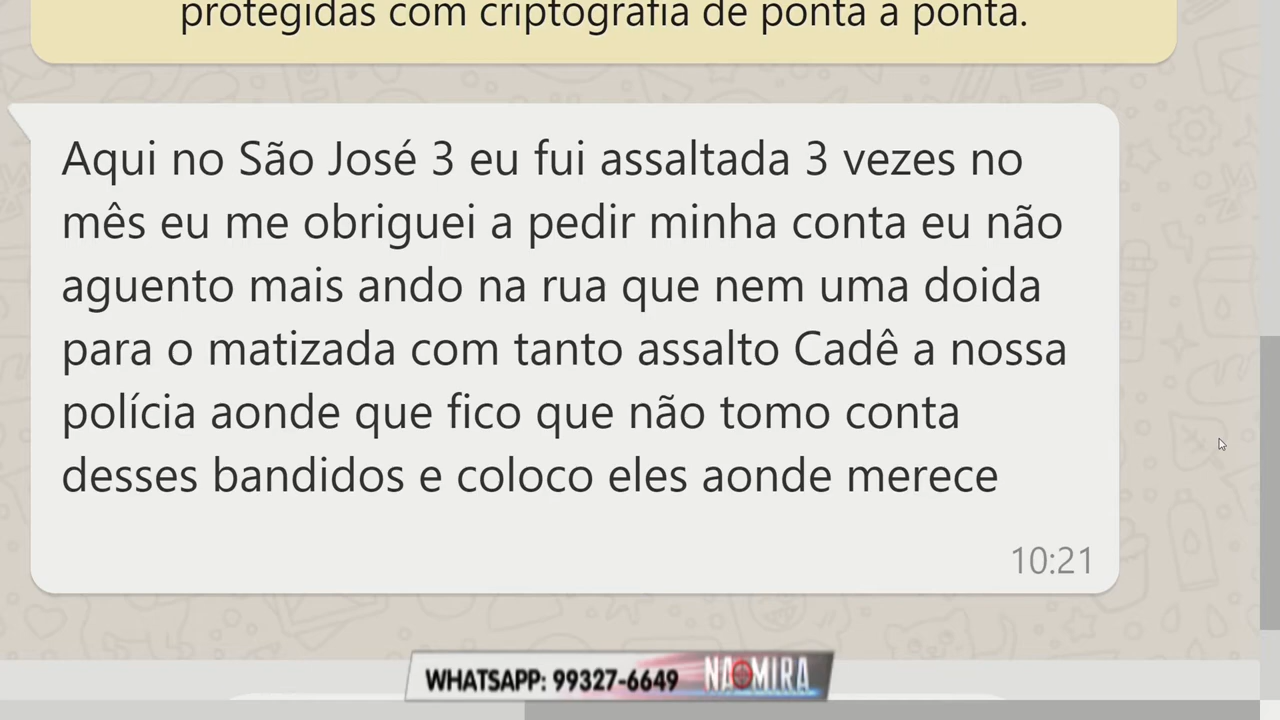 protegidas com criptografia de ponta a ponta.
Aqui no São José 3 eu fui assaltada 3 vezes no
mês eu me obriguei a pedir minha conta eu não
aguento mais ando na rua que nem uma doida
para o matizada com tanto assalto Cadê a nossa
polícia aonde que fico que não tomo conta
desses bandidos e coloco eles aonde merece
10:21
WHATSAPP: 99327-6649 NA MIRA